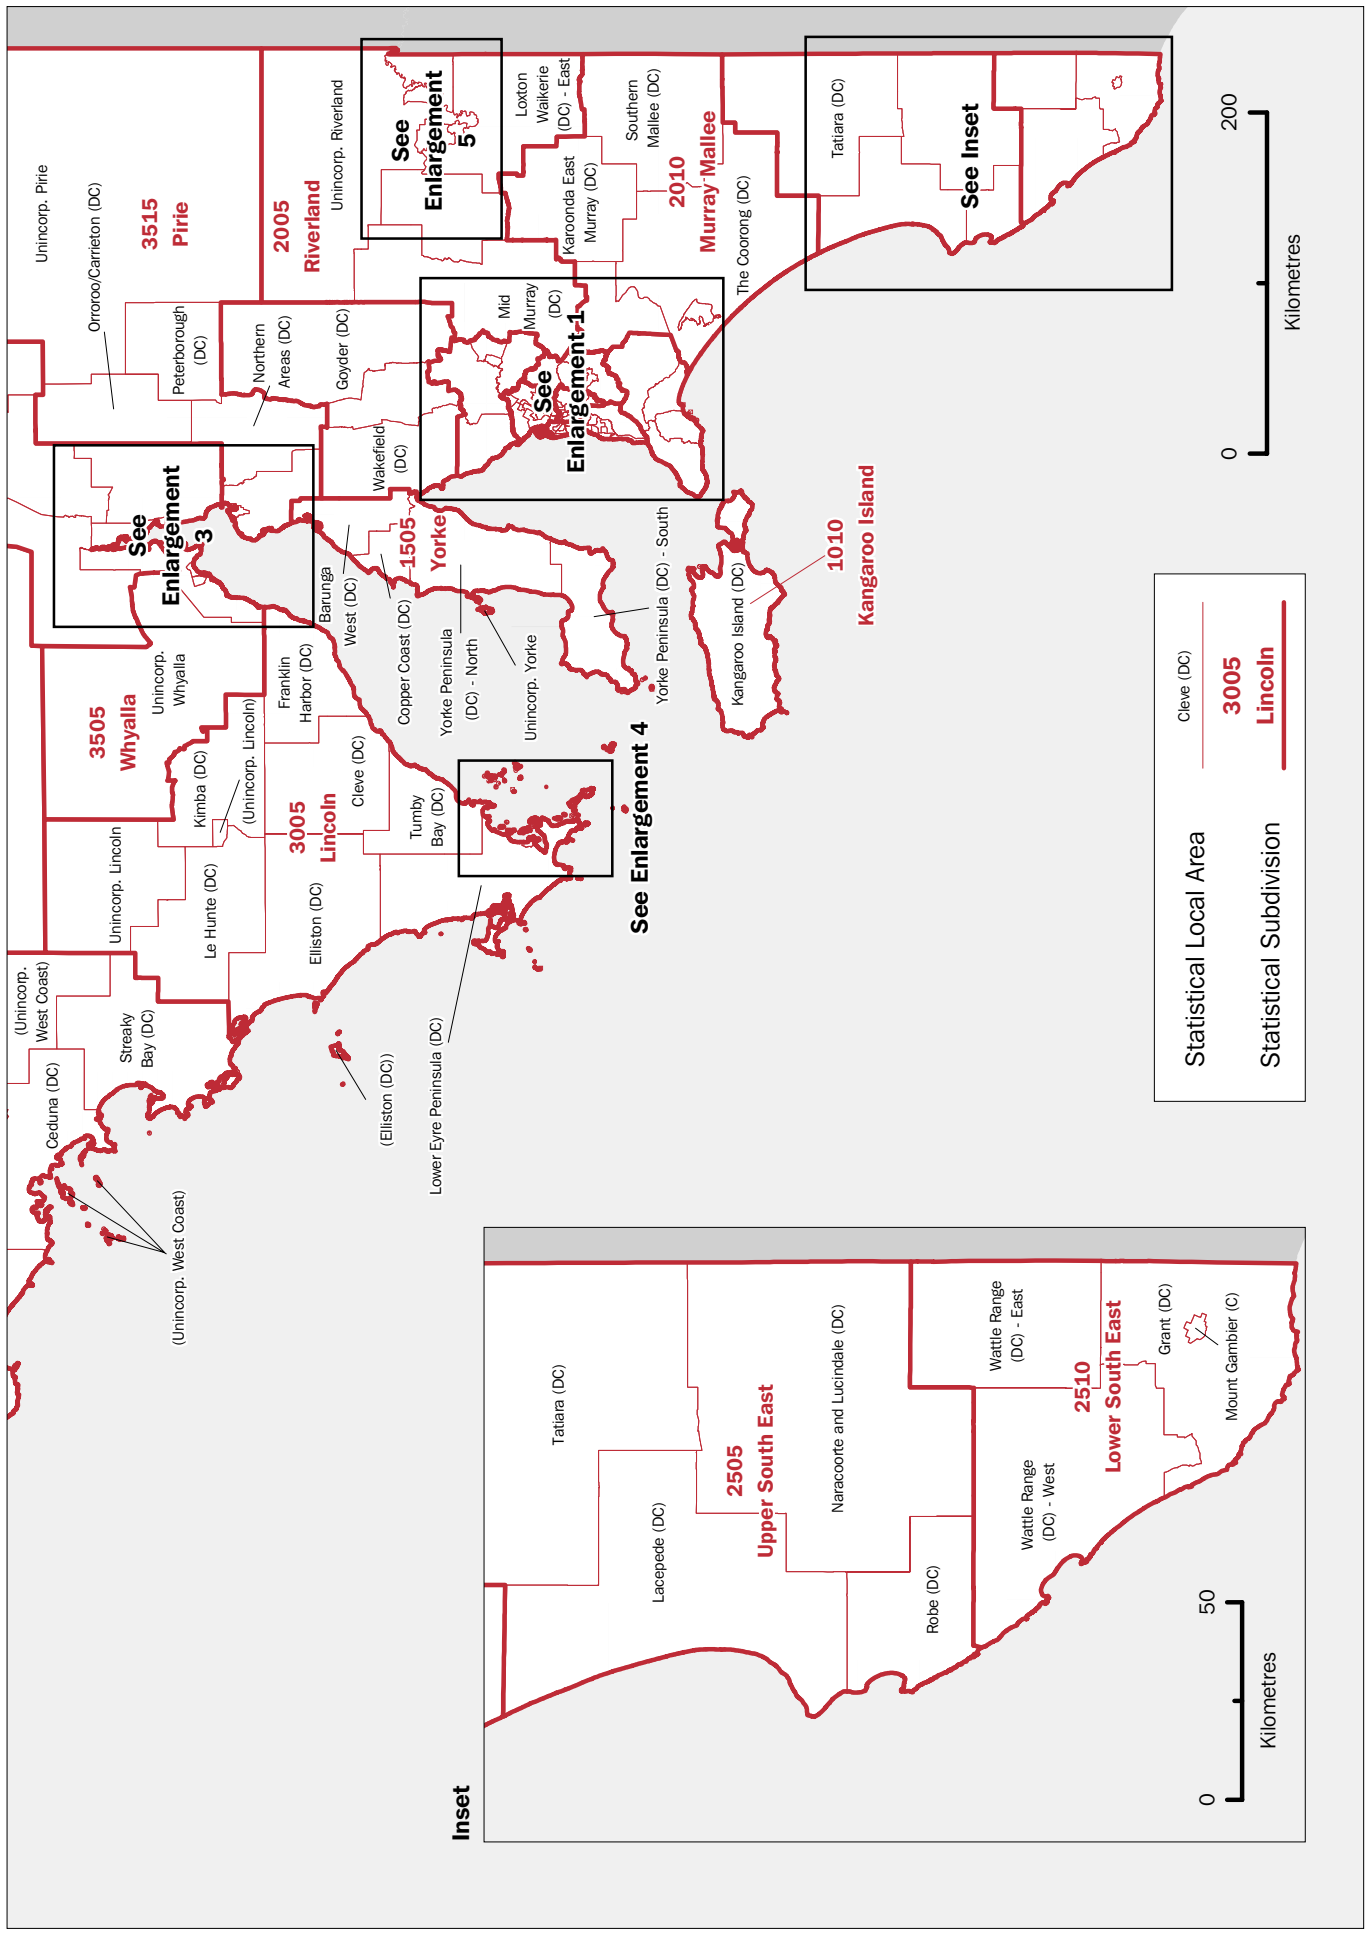 (Unincorp.
West Coast)
Ceduna (DC)
Streaky
Bay (DC)
(Unincorp. West Coast)
Unincorp. Lincoln
Le Hunte (DC)
Kimba (DC)
(Unincorp. Lincoln)
3505
Whyalla
Unincorp.
Whyalla
Franklin
Harbor (DC)
3005
Lincoln
Cleve (DC)
Elliston (DC)
Tumby
Bay (DC)
(Elliston (DC))
Lower Eyre Peninsula (DC)
See Enlargement 4
See
Enlargement
3
Unincorp. Pirie
Orroroo/Carrieton (DC)
3515
Pirie
Peterborough
(DC)
Northern
Areas (DC)
Goyder (DC)
2005
Riverland
Unincorp. Riverland
See
Enlargement
5
Wakefield
(DC)
Barunga
West (DC)
Copper Coast (DC)
1505
Yorke
Yorke Peninsula
(DC) - North
Unincorp. Yorke
Yorke Peninsula (DC) - South
Kangaroo Island (DC)
1010
Kangaroo Island
Mid
Murray
(DC)
See
Enlargement 1
Loxton
Waikerie
(DC) - East
Karoonda East
Murray (DC)
Southern
Mallee (DC)
2010
Murray Mallee
The Coorong (DC)
Tatiara (DC)
See Inset
0
200
Kilometres
Cleve (DC)
Statistical Local Area
3005
Lincoln
Statistical Subdivision
Inset
Tatiara (DC)
Lacepede (DC)
2505
Upper South East
Naracoorte and Lucindale (DC)
Robe (DC)
Wattle Range
(DC) - East
Wattle Range
(DC) - West
2510
Lower South East
Grant (DC)
Mount Gambier (C)
0
50
Kilometres